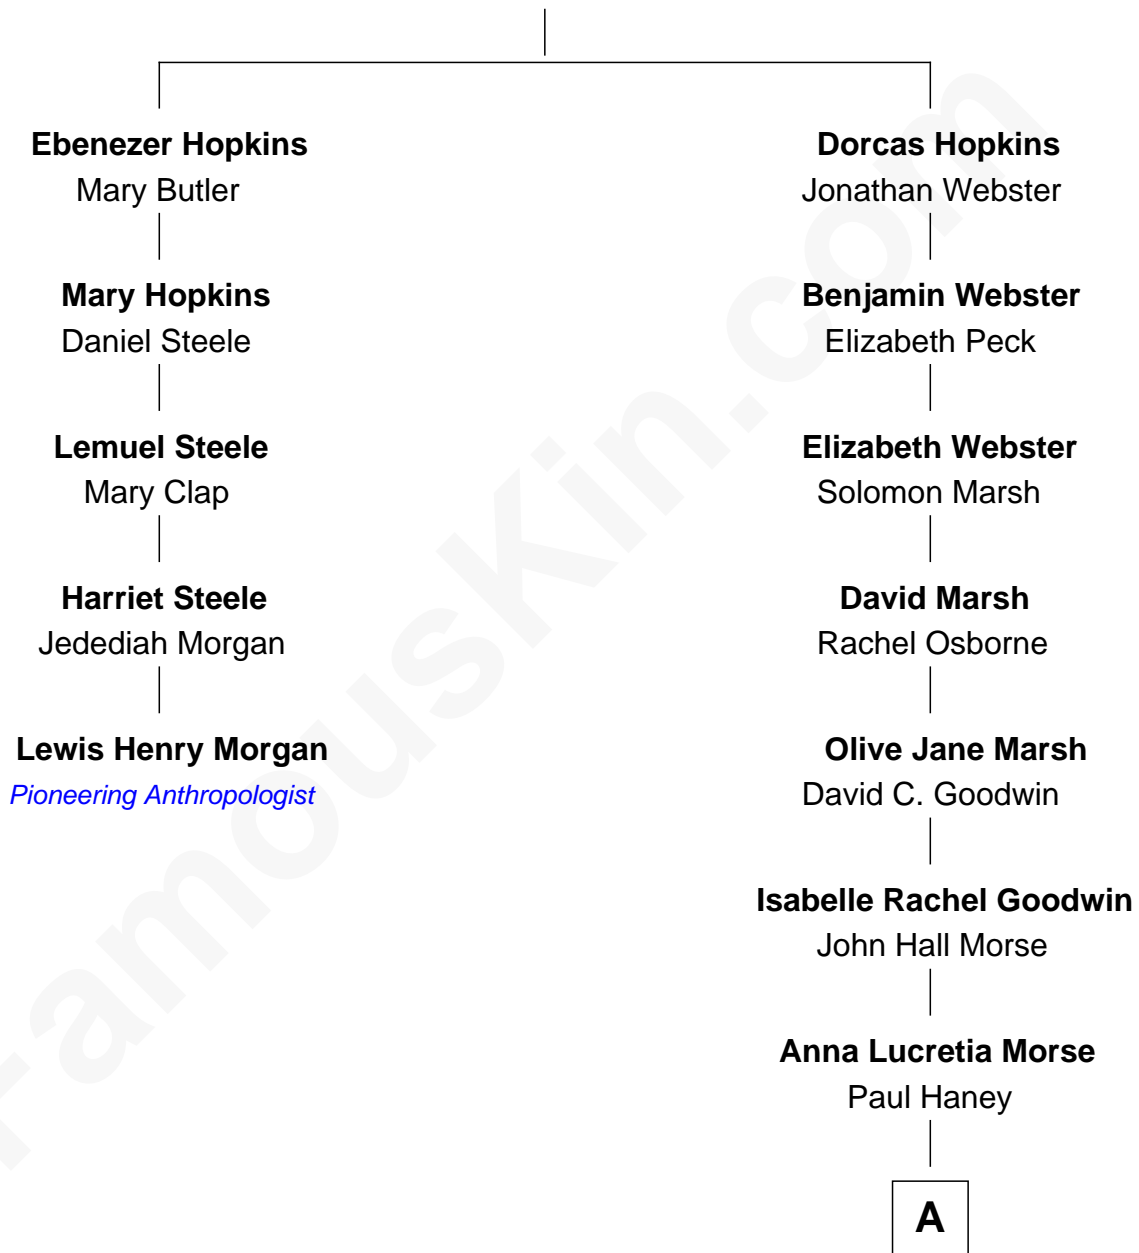 Ebenezer Hopkins
Mary Butler
Mary Hopkins
Daniel Steele
Lemuel Steele
Mary Clap
Harriet Steele
Jedediah Morgan
Lewis Henry Morgan
Pioneering Anthropologist
Dorcas Hopkins
Jonathan Webster
Benjamin Webster
Elizabeth Peck
Elizabeth Webster
Solomon Marsh
David Marsh
Rachel Osborne
Olive Jane Marsh
David C. Goodwin
Isabelle Rachel Goodwin
John Hall Morse
Anna Lucretia Morse
Paul Haney
A
FamousKin.com